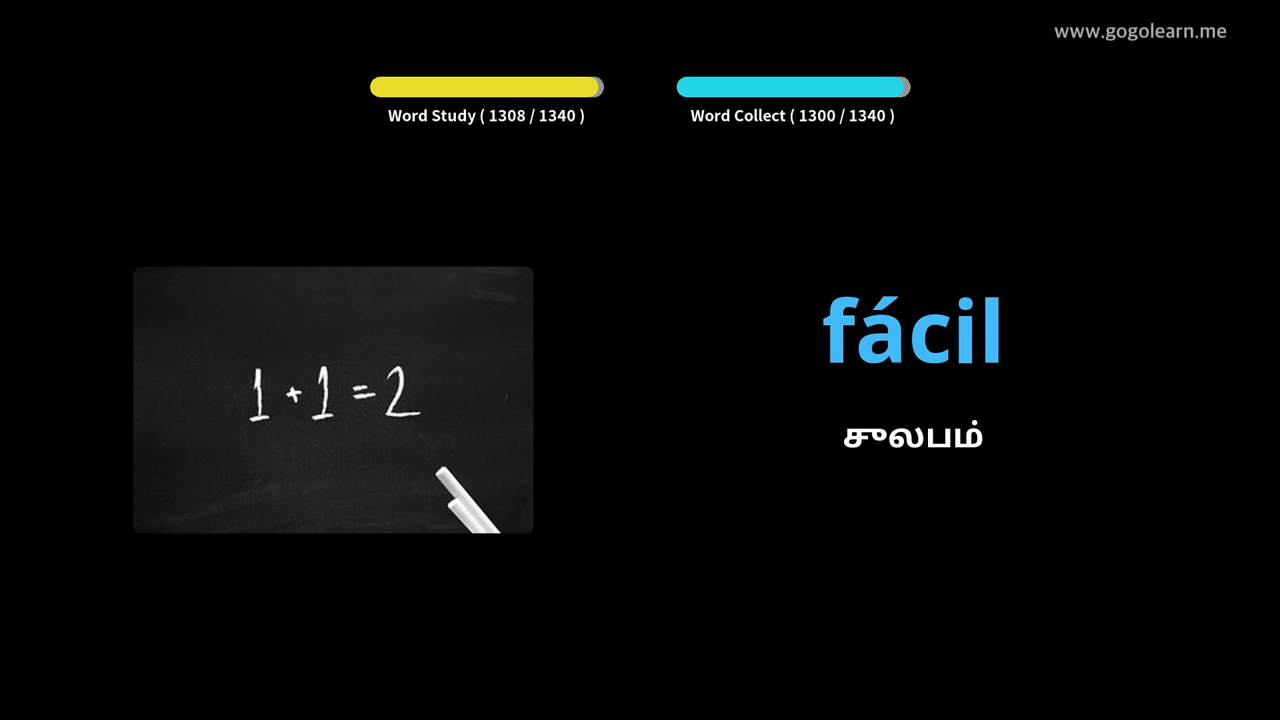 www.gogolearn.me
Word Study ( 1308 / 1340 )
Word Collect ( 1300 / 1340 )
1 + 1 = 2
fácil
சுலபம்